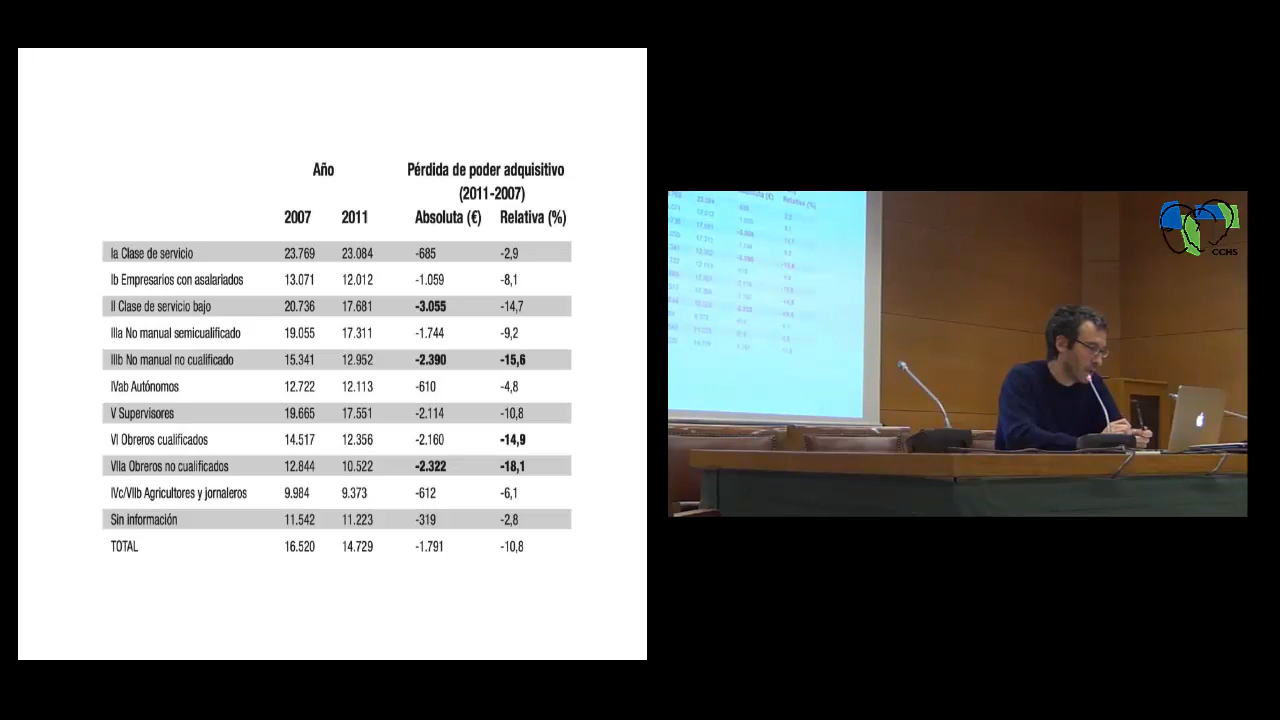 Año Pérdida de poder adquisitivo
(2011-2007)
2007 2011 Absoluta (€) Relativa (%)
Ia Clase de servicio 23.769 23.084 -685 -2,9
Ib Empresarios con asalariados 13.071 12.012 -1.059 -8,1
II Clase de servicio bajo 20.736 17.681 -3.055 -14,7
IIIa No manual semicualificado 19.055 17.311 -1.744 -9,2
IIIb No manual no cualificado 15.341 12.952 -2.390 -15,6
IVab Autónomos 12.722 12.113 -610 -4,8
V Supervisores 19.665 17.551 -2.114 -10,8
VI Obreros cualificados 14.517 12.356 -2.160 -14,9
VIIa Obreros no cualificados 12.844 10.522 -2.322 -18,1
IVc/VIIb Agricultores y jornaleros 9.984 9.373 -612 -6,1
Sin información 11.542 11.223 -319 -2,8
TOTAL 16.520 14.729 -1.791 -10,8
CCHS